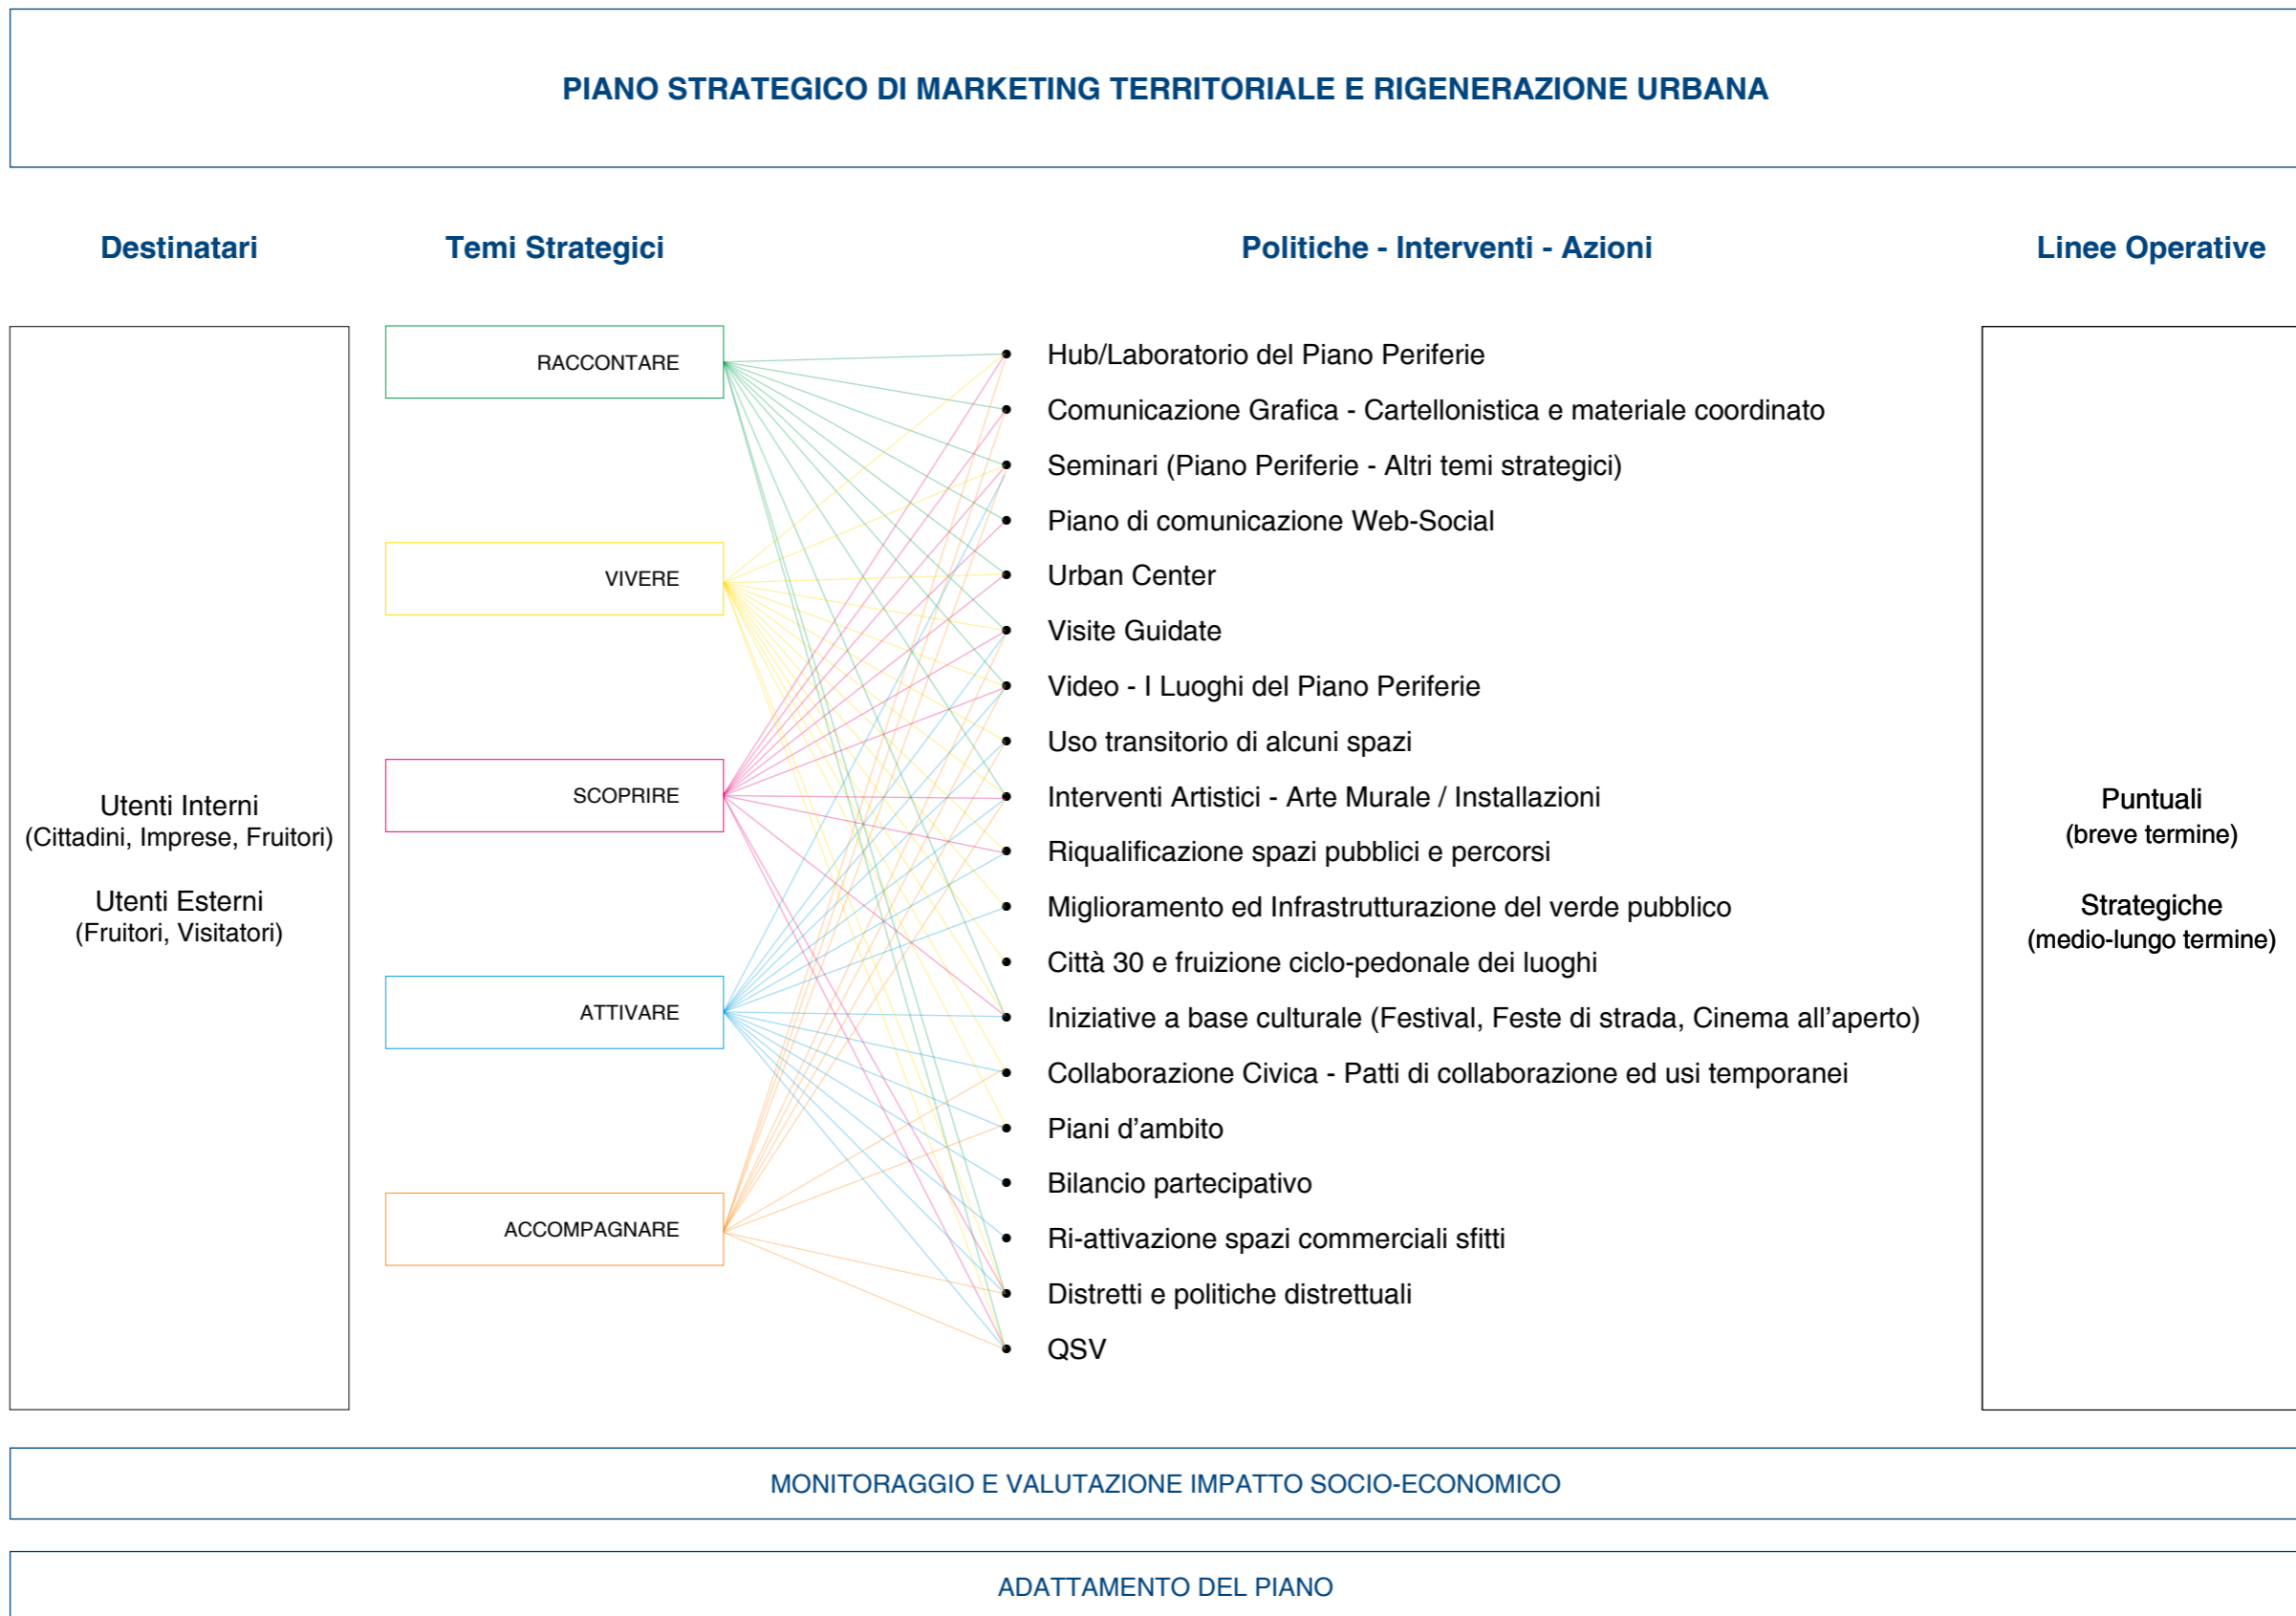 PIANO STRATEGICO DI MARKETING TERRITORIALE E RIGENERAZIONE URBANA
Destinatari
Temi Strategici
Politiche - Interventi - Azioni
Linee Operative
Utenti Interni
(Cittadini, Imprese, Fruitori)
Utenti Esterni
(Fruitori, Visitatori)
RACCONTARE
VIVERE
SCOPRIRE
ATTIVARE
ACCOMPAGNARE
• Hub/Laboratorio del Piano Periferie
• Comunicazione Grafica - Cartellonistica e materiale coordinato
• Seminari (Piano Periferie - Altri temi strategici)
• Piano di comunicazione Web-Social
• Urban Center
• Visite Guidate
• Video - I Luoghi del Piano Periferie
• Uso transitorio di alcuni spazi
• Interventi Artistici - Arte Murale / Installazioni
• Riqualificazione spazi pubblici e percorsi
• Miglioramento ed Infrastrutturazione del verde pubblico
• Città 30 e fruizione ciclo-pedonale dei luoghi
• Iniziative a base culturale (Festival, Feste di strada, Cinema all’aperto)
• Collaborazione Civica - Patti di collaborazione ed usi temporanei
• Piani d’ambito
• Bilancio partecipativo
• Ri-attivazione spazi commerciali sfitti
• Distretti e politiche distrettuali
• QSV
Puntuali
(breve termine)
Strategiche
(medio-lungo termine)
MONITORAGGIO E VALUTAZIONE IMPATTO SOCIO-ECONOMICO
ADATTAMENTO DEL PIANO